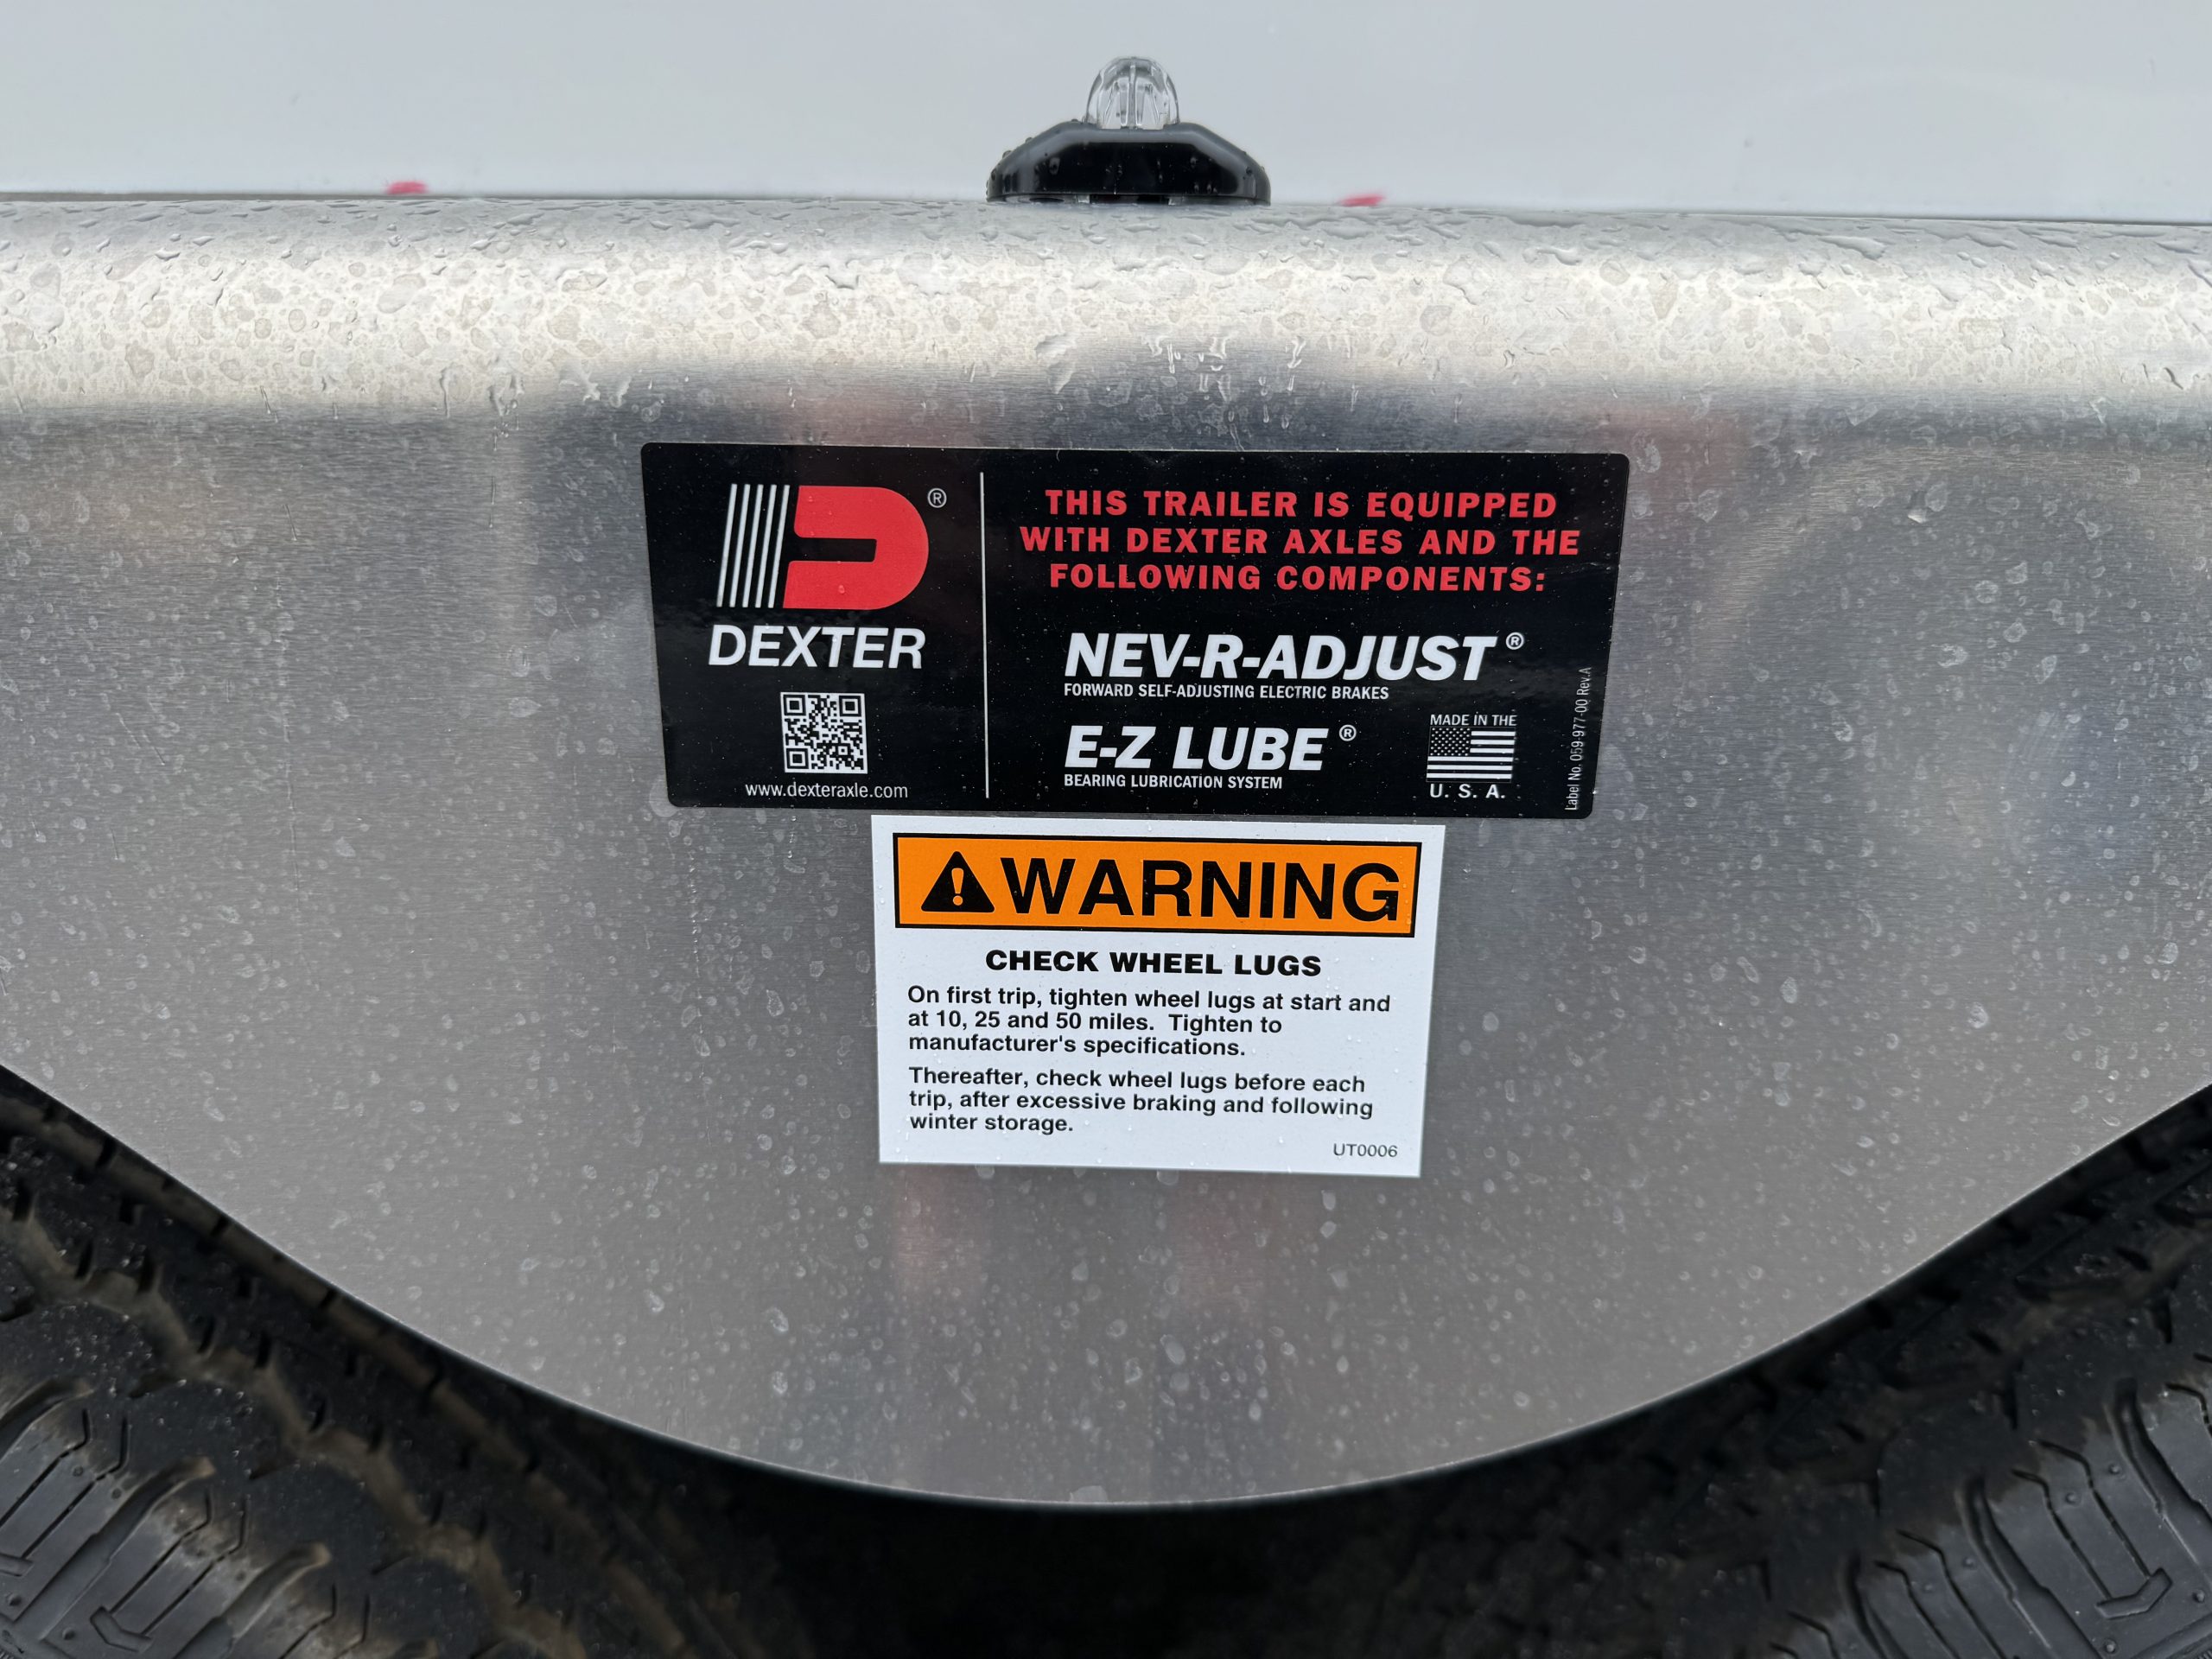 DEXTER ®
www.dexteraxle.com
THIS TRAILER IS EQUIPPED
WITH DEXTER AXLES AND THE
FOLLOWING COMPONENTS:
NEV-R-ADJUST ®
FORWARD SELF-ADJUSTING ELECTRIC BRAKES
E-Z LUBE ®
BEARING LUBRICATION SYSTEM
MADE IN THE
U. S. A.
Label No. 059-977-00 Rev.A
WARNING
CHECK WHEEL LUGS
On first trip, tighten wheel lugs at start and
at 10, 25 and 50 miles. Tighten to
manufacturer's specifications.
Thereafter, check wheel lugs before each
trip, after excessive braking and following
winter storage.
UT0006